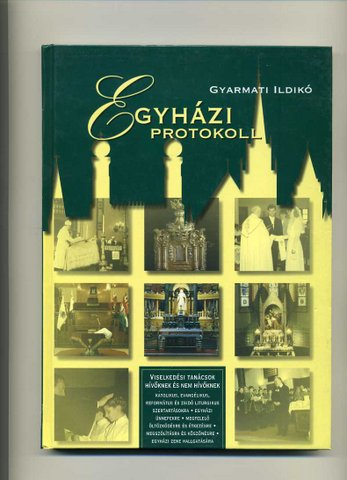 GYARMATI ILDIKÓ
EGYHÁZI
PROTOKOLL
VISELKEDÉSI TANÁCSOK
HÍVŐKNEK ÉS NEM HÍVŐKNEK
KATOLIKUS, EVANGÉLIKUS,
REFORMÁTUS ÉS ZSIDÓ LITURGIKUS
SZERTARTÁSOKRA • EGYHÁZI
ÜNNEPEKRE • MEGFELELŐ
ÖLTÖZKÖDÉSRE ÉS ÉTKEZÉSRE •
MEGSZÓLÍTÁSRA ÉS KÖSZÖNÉSRE •
EGYHÁZI ZENE HALLGATÁSÁRA